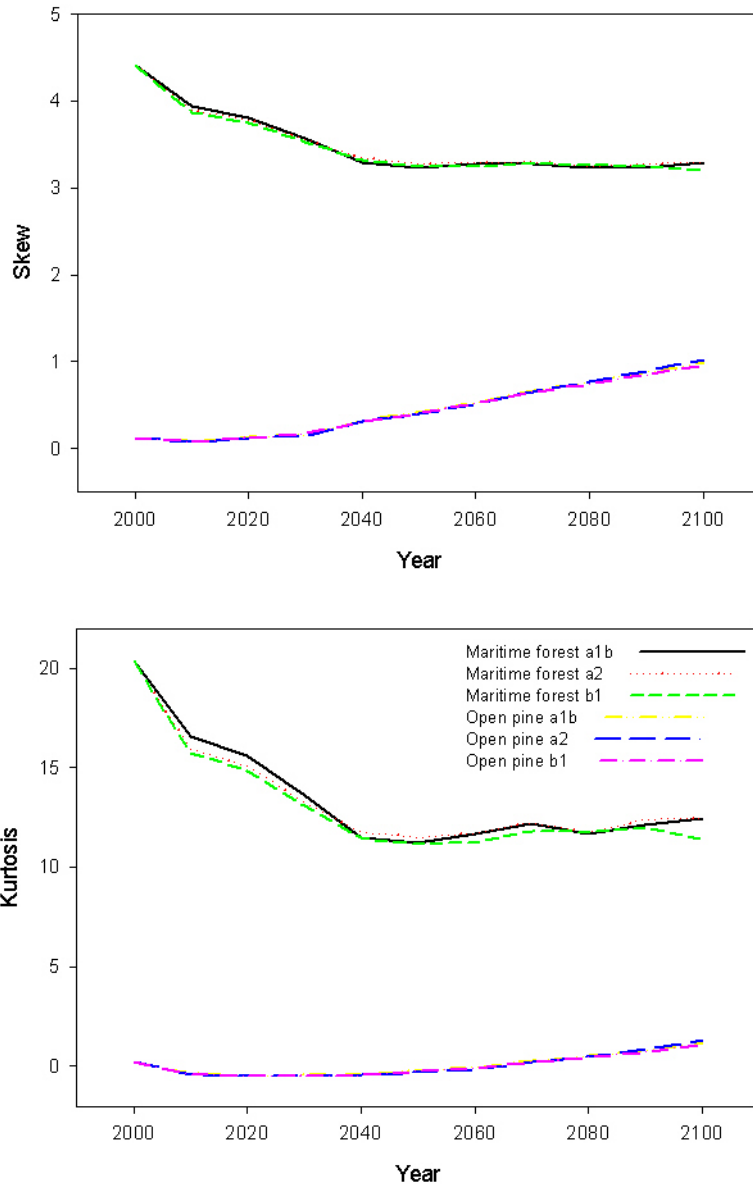 5
4
3
2
1
0
Skew
2000 2020 2040 2060 2080 2100
Year
20
15
10
5
0
Kurtosis
Maritime forest a1b
Maritime forest a2
Maritime forest b1
Open pine a1b
Open pine a2
Open pine b1
2000 2020 2040 2060 2080 2100
Year